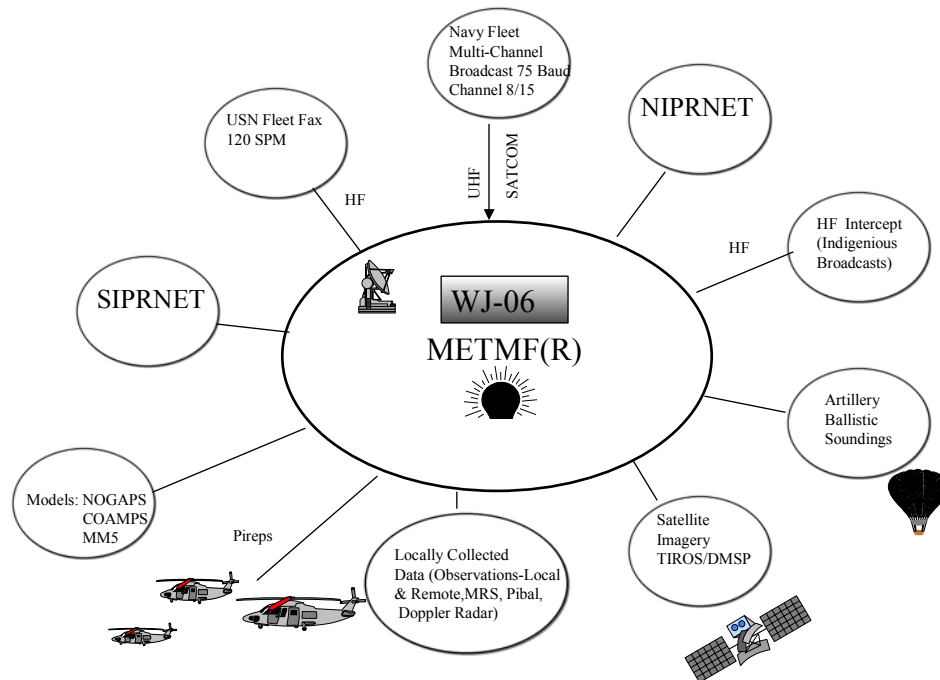 Navy Fleet
Multi-Channel
Broadcast 75 Baud
Channel 8/15
NIPRNET
USN Fleet Fax
120 SPM
UHF
SATCOM
HF
HF
HF Intercept
(Indigenious
Broadcasts)
SIPRNET
WJ-06
METMF(R)
Artillery
Ballistic
Soundings
Models: NOGAPS
COAMPS
MM5
Pireps
Locally Collected
Data (Observations-Local
& Remote,MRS, Pibal,
Doppler Radar)
Satellite
Imagery
TIROS/DMSP